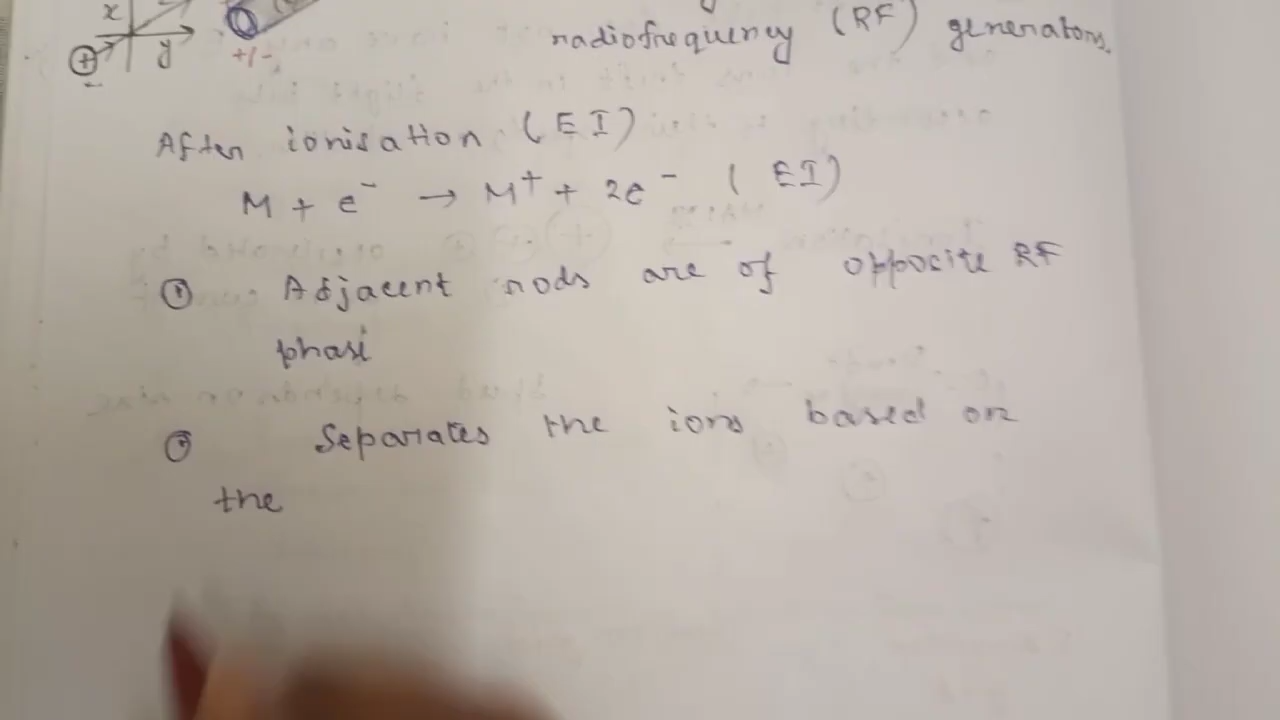 x
y
+/-
radiofrequency (RF) generators.
After ionisation (EI)
M + e⁻ → M⁺ + 2e⁻ (EI)
① Adjacent rods are of opposite RF
phase
② Separates the ions based on
the